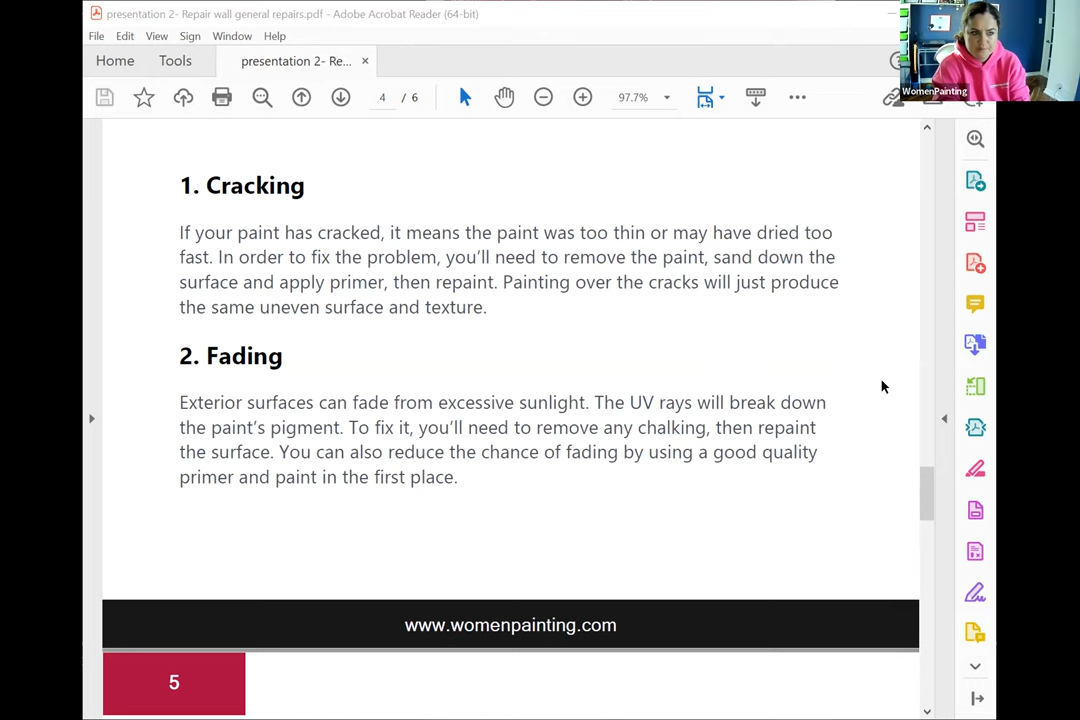 presentation 2- Repair wall general repairs.pdf - Adobe Acrobat Reader (64-bit)
File Edit View Sign Window Help
Home Tools presentation 2- Re... ×
4 / 6 97.7%
WomenPainting
1. Cracking
If your paint has cracked, it means the paint was too thin or may have dried too
fast. In order to fix the problem, you’ll need to remove the paint, sand down the
surface and apply primer, then repaint. Painting over the cracks will just produce
the same uneven surface and texture.
2. Fading
Exterior surfaces can fade from excessive sunlight. The UV rays will break down
the paint’s pigment. To fix it, you’ll need to remove any chalking, then repaint
the surface. You can also reduce the chance of fading by using a good quality
primer and paint in the first place.
www.womenpainting.com
5